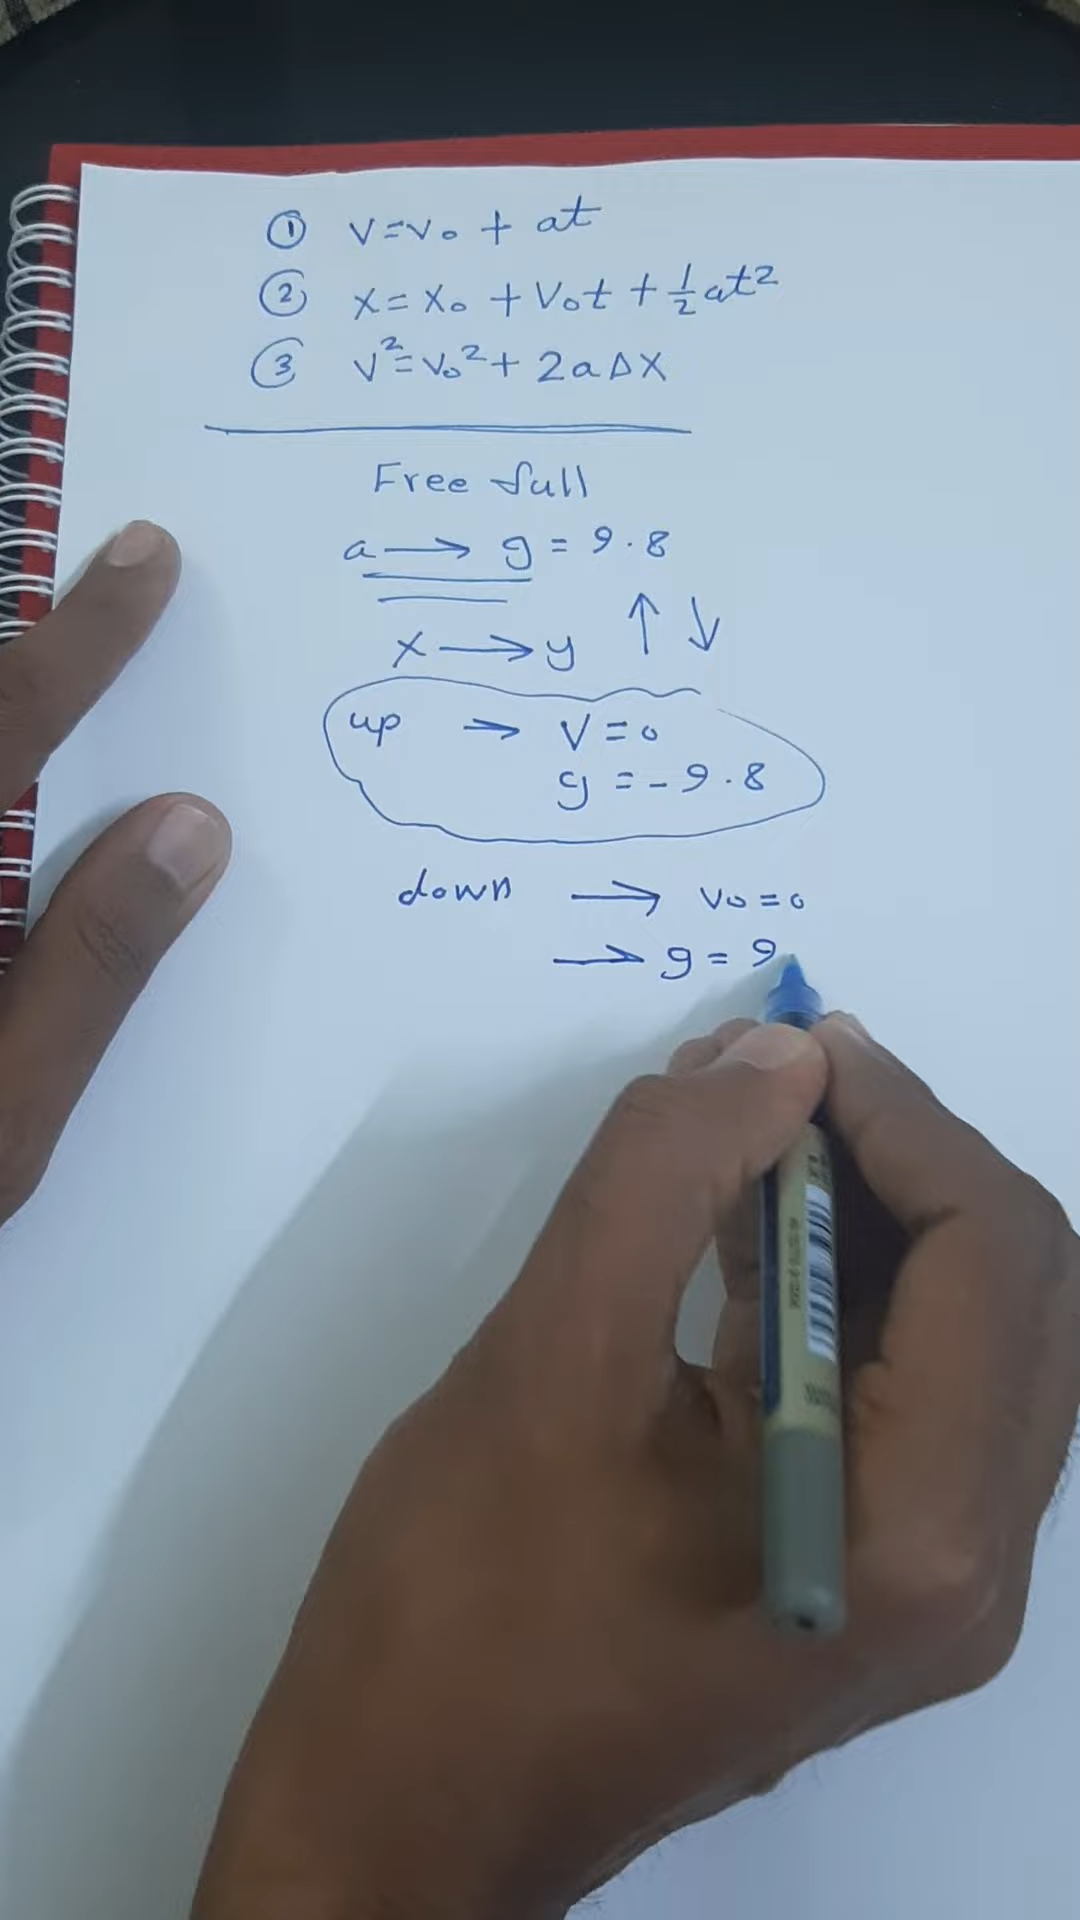 ① v=v₀ + at
② x=x₀ + v₀t + ½at²
③ v²=v₀²+ 2aΔx
Free full
a → g = 9.8
x → y ↑ ↓
up → v=0
g =-9.8
down → v₀=0
→ g = 9.